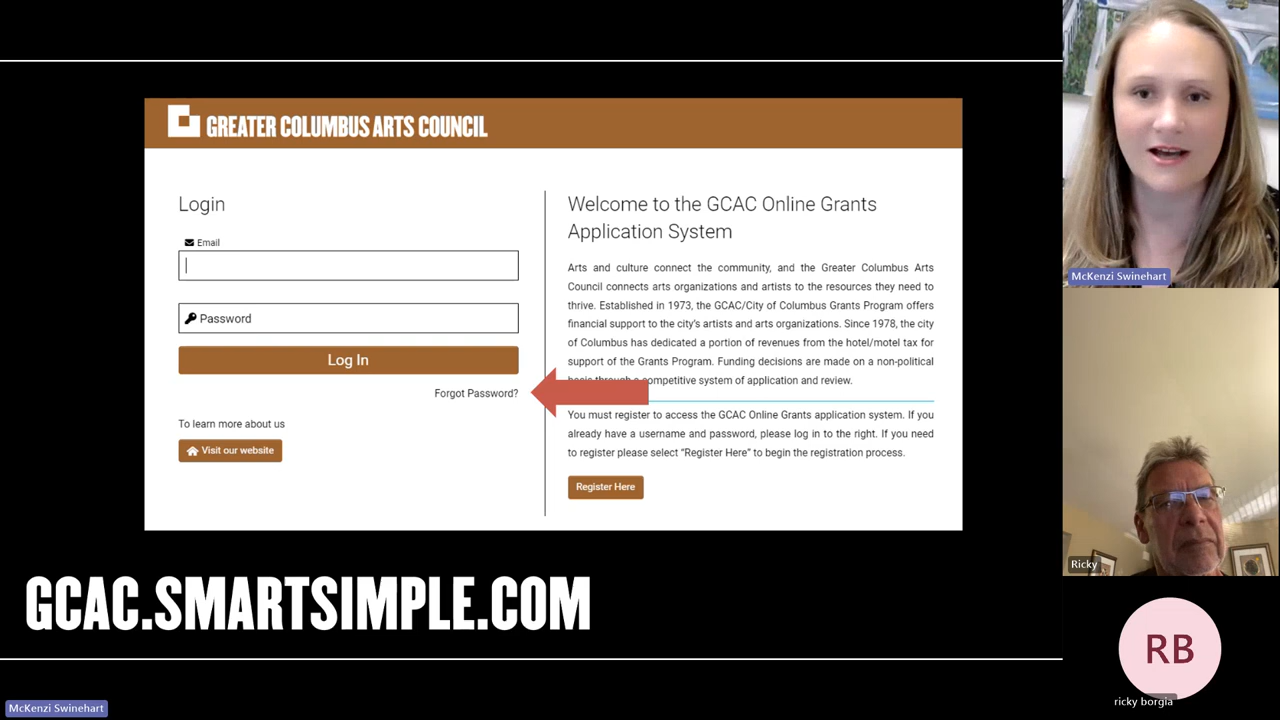 GREATER COLUMBUS ARTS COUNCIL
Login
Email
Password
Log In
Forgot Password?
To learn more about us
Visit our website
Welcome to the GCAC Online Grants
Application System
Arts and culture connect the community, and the Greater Columbus Arts
Council connects arts organizations and artists to the resources they need to
thrive. Established in 1973, the GCAC/City of Columbus Grants Program offers
financial support to the city's artists and arts organizations. Since 1978, the city
of Columbus has dedicated a portion of revenues from the hotel/motel tax for
support of the Grants Program. Funding decisions are made on a non-political
basis through a competitive system of application and review.
You must register to access the GCAC Online Grants application system. If you
already have a username and password, please log in to the right. If you need
to register please select “Register Here” to begin the registration process.
Register Here
GCAC.SMARTSIMPLE.COM
McKenzi Swinehart
McKenzi Swinehart
Ricky
RB
ricky borgia